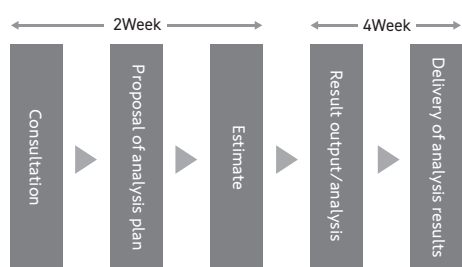 2Week
4Week
Consultation
Proposal of analysis plan
Estimate
Result output/analysis
Delivery of analysis results